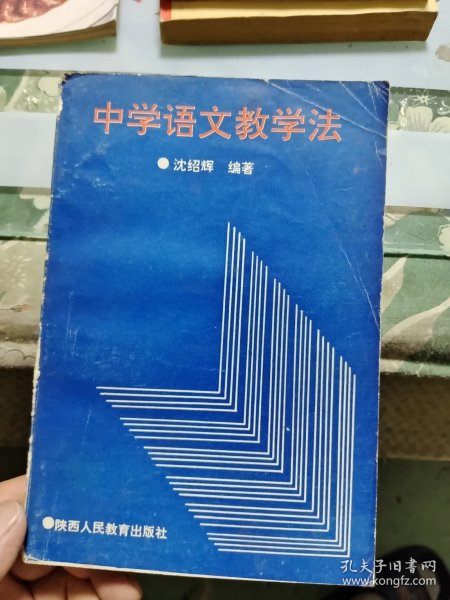 中学语文教学法
●沈绍辉 编著
●陕西人民教育出版社
孔夫子旧书网
www.kongfz.com